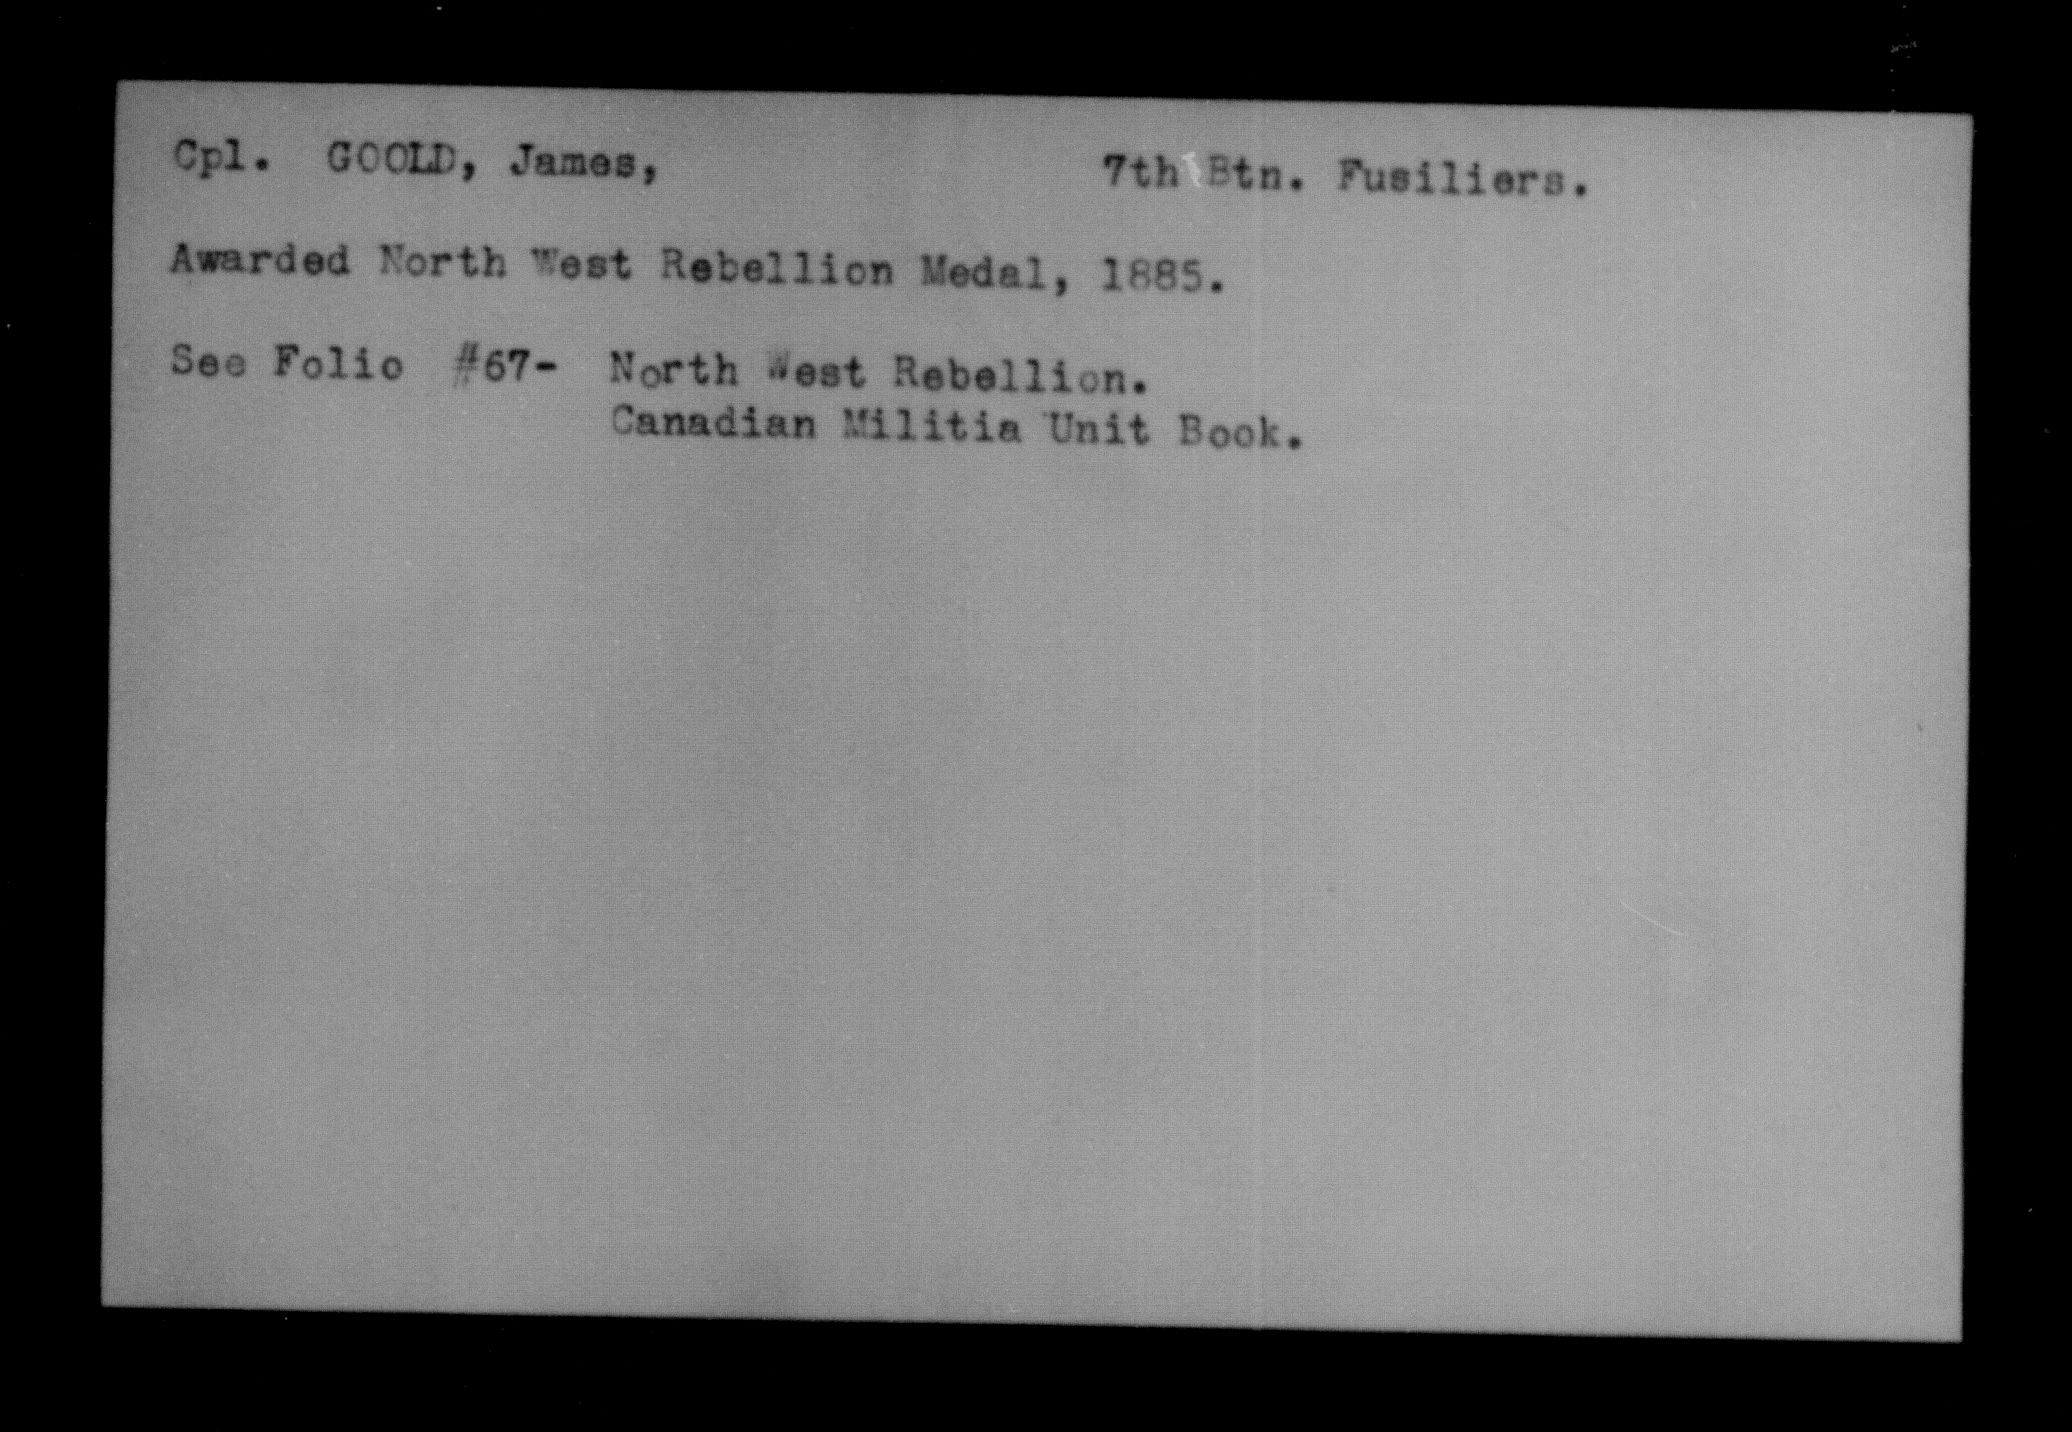 Cpl. GOOLD, James, 7th Btn. Fusiliers.
Awarded North West Rebellion Medal, 1885.
See Folio #67- North West Rebellion.
Canadian Militia Unit Book.